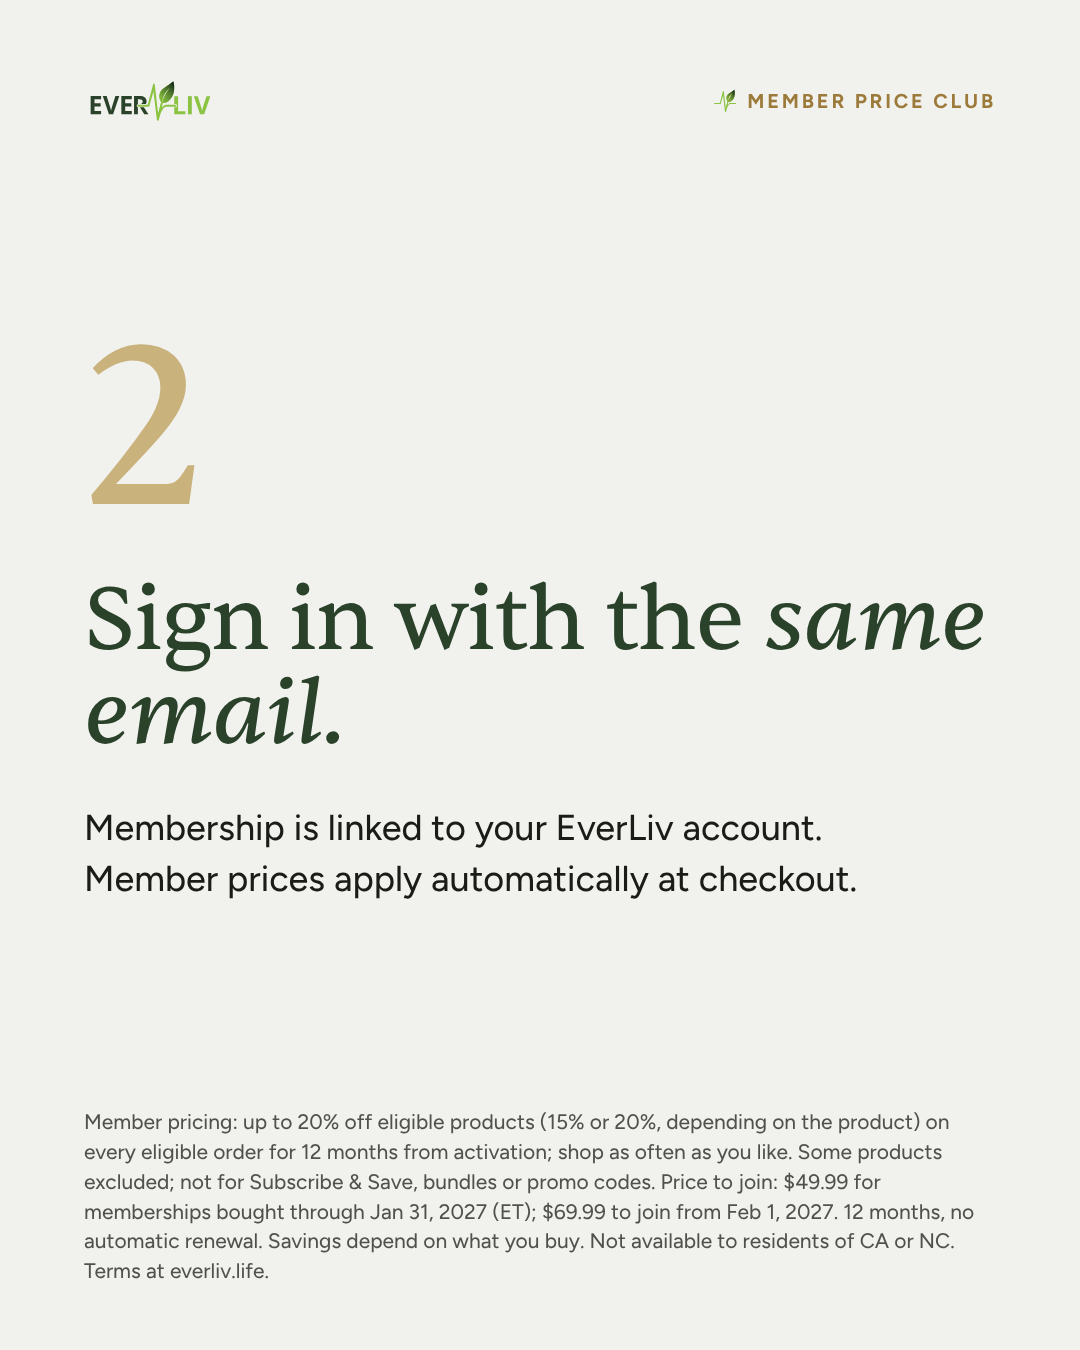 EVERLIV
MEMBER PRICE CLUB
2
Sign in with the same
email.
Membership is linked to your EverLiv account.
Member prices apply automatically at checkout.
Member pricing: up to 20% off eligible products (15% or 20%, depending on the product) on
every eligible order for 12 months from activation; shop as often as you like. Some products
excluded; not for Subscribe & Save, bundles or promo codes. Price to join: $49.99 for
memberships bought through Jan 31, 2027 (ET); $69.99 to join from Feb 1, 2027. 12 months, no
automatic renewal. Savings depend on what you buy. Not available to residents of CA or NC.
Terms at everliv.life.